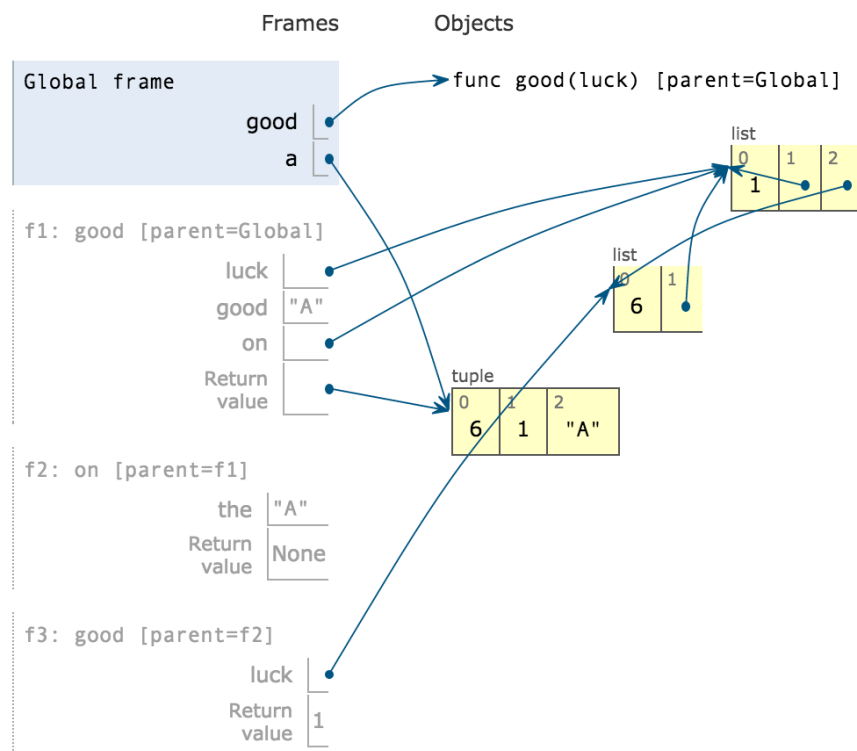 Frames Objects
Global frame
func good(luck) [parent=Global]
good
a
list
0 1 2
1
f1: good [parent=Global]
luck
good "A"
on
Return
value
list
0 1
6
tuple
0 1 2
6 1 "A"
f2: on [parent=f1]
the "A"
Return
value None
f3: good [parent=f2]
luck
Return
value 1